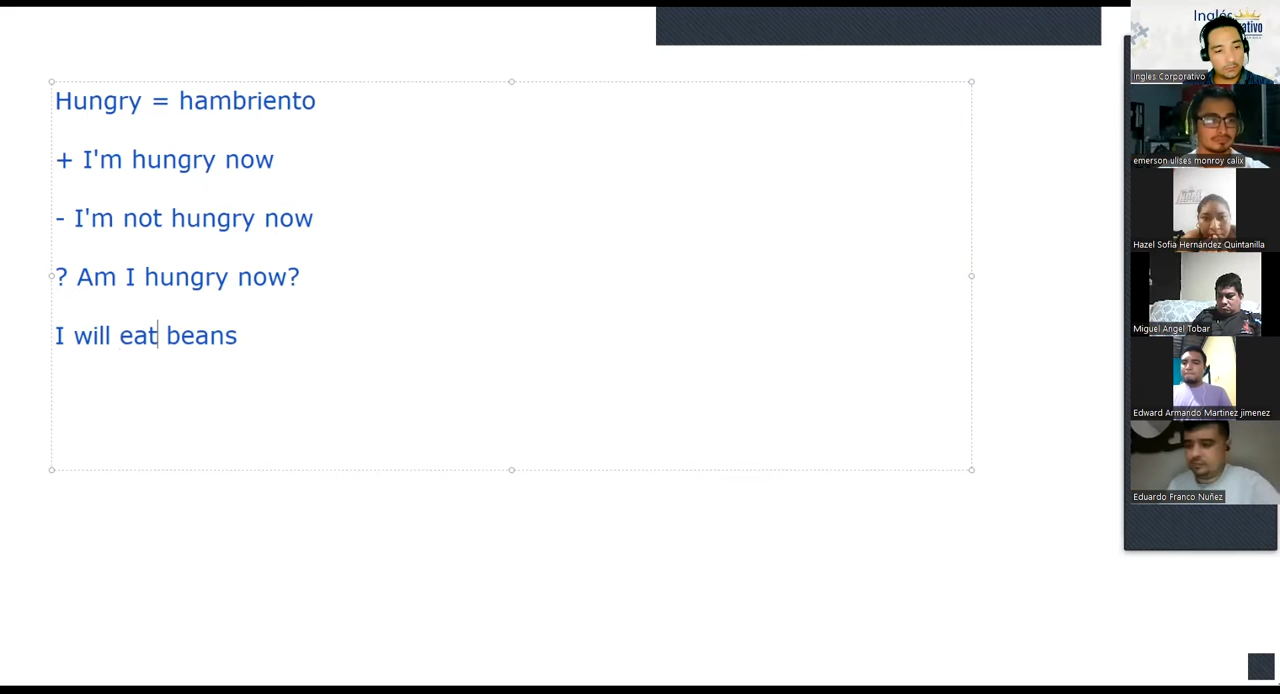 Hungry = hambriento
+ I'm hungry now
- I'm not hungry now
? Am I hungry now?
I will eat beans
Inglés
Ingles Corporativo
emerson ulises monroy calix
Hazel Sofia Hernández Quintanilla
Miguel Angel Tobar
Edward Armando Martinez jimenez
Eduardo Franco Nuñez